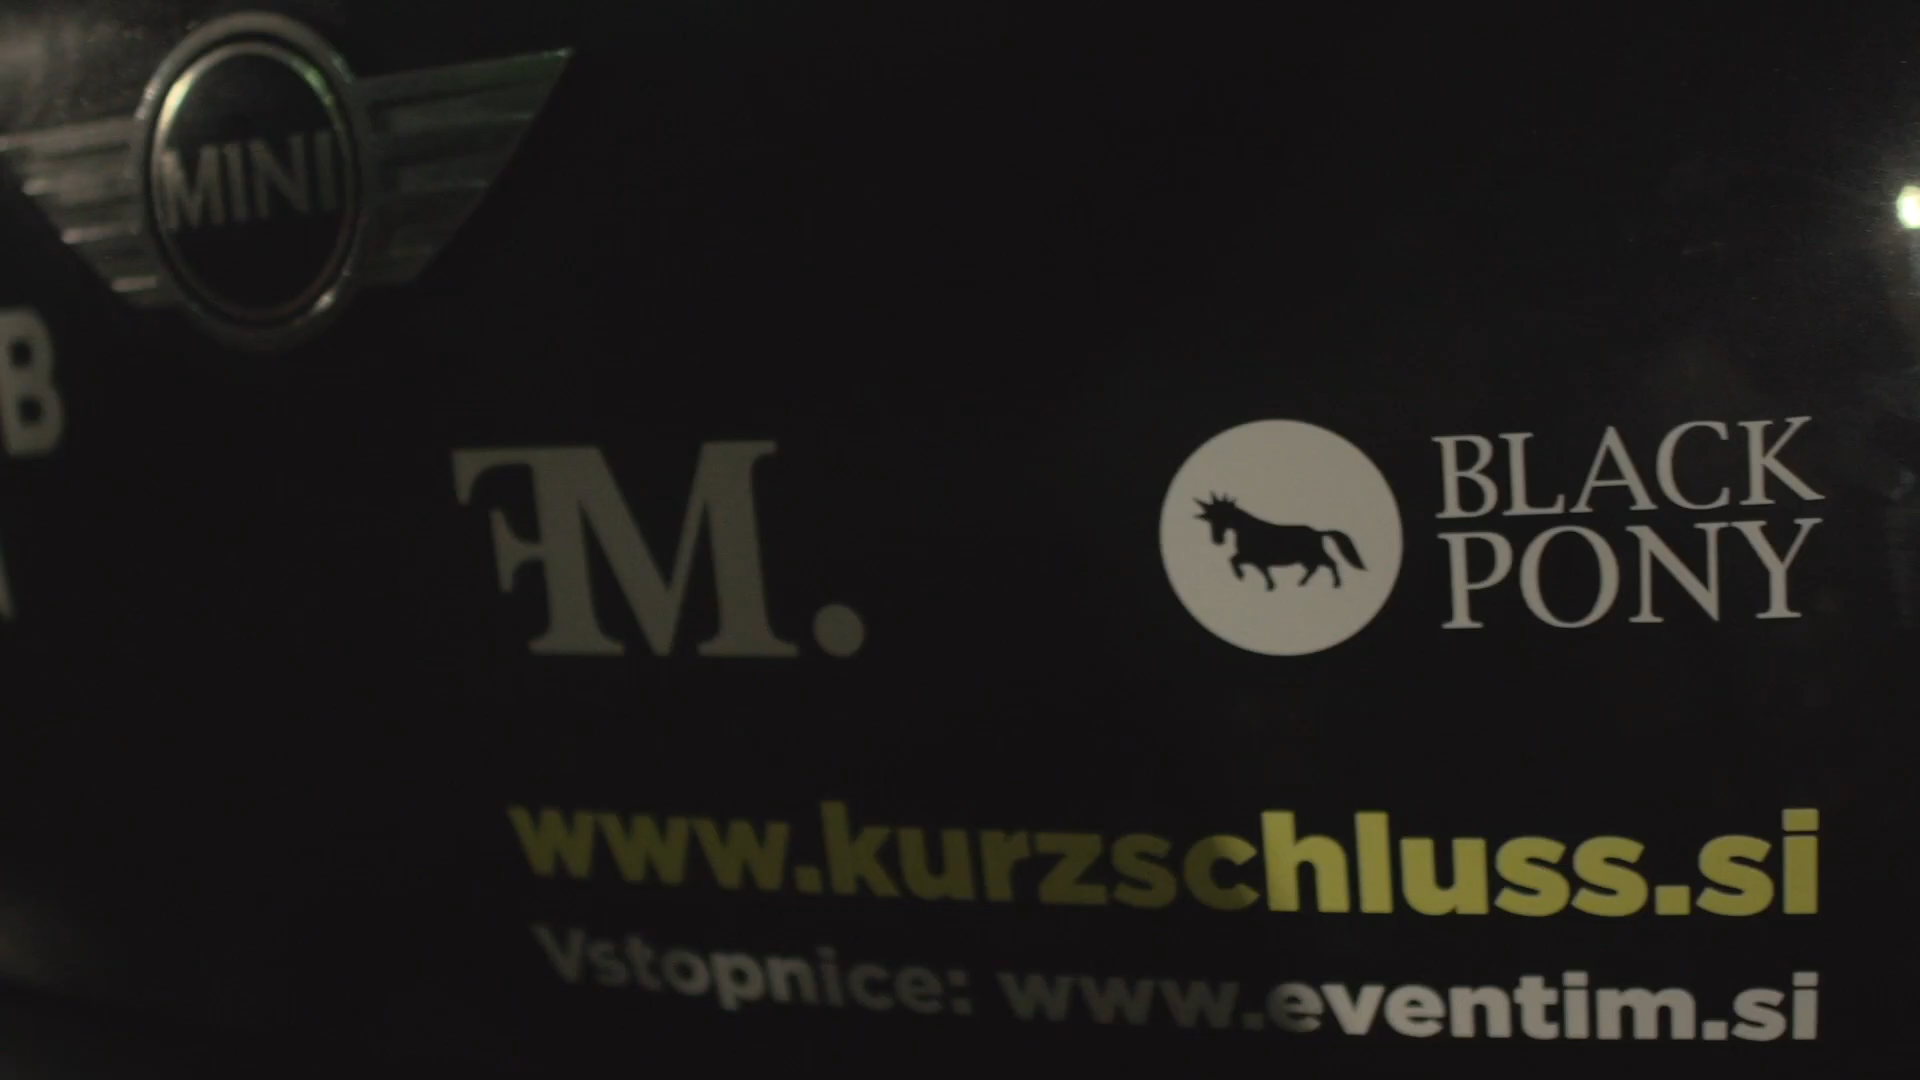 MINI
B
FM.
BLACK
PONY
www.kurzschluss.si
Vstopnice: www.eventim.si